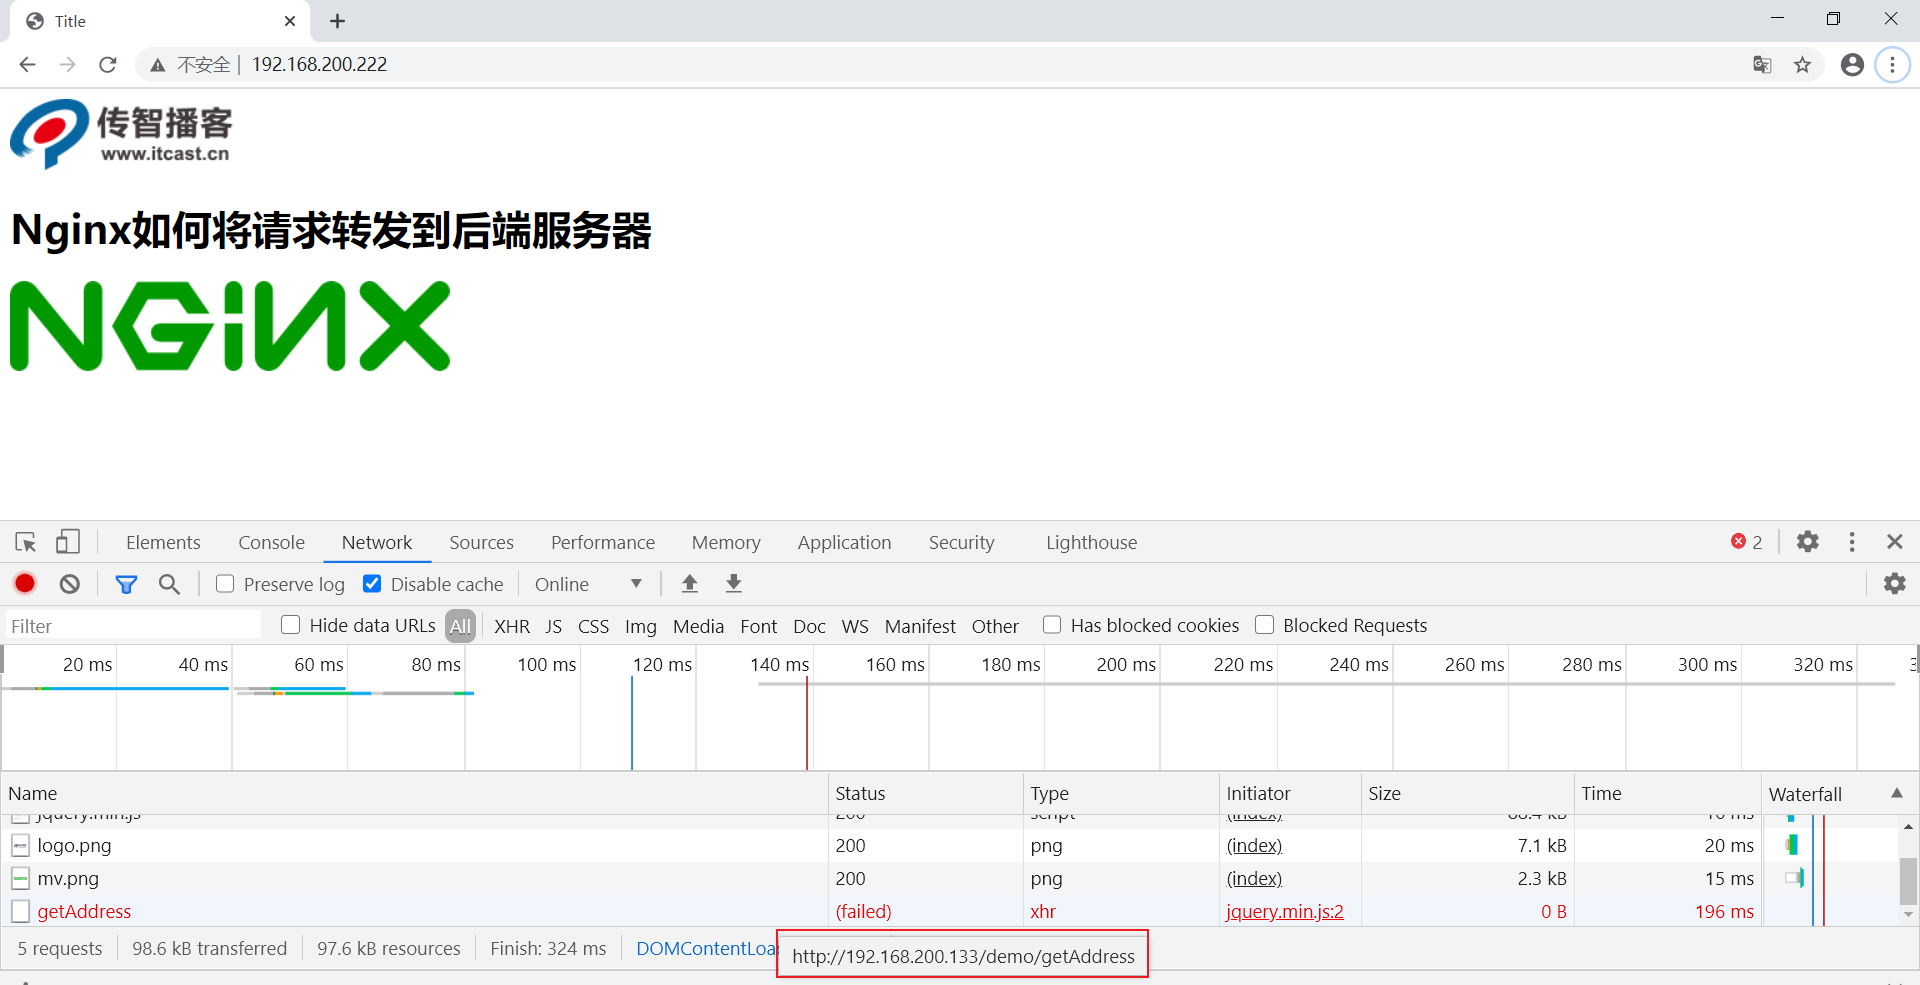 Title
不安全 | 192.168.200.222
传智播客
www.itcast.cn
Nginx如何将请求转发到后端服务器
NGINX
Elements Console Network Sources Performance Memory Application Security Lighthouse 2
Preserve log Disable cache Online
Filter Hide data URLs All XHR JS CSS Img Media Font Doc WS Manifest Other Has blocked cookies Blocked Requests
20 ms 40 ms 60 ms 80 ms 100 ms 120 ms 140 ms 160 ms 180 ms 200 ms 220 ms 240 ms 260 ms 280 ms 300 ms 320 ms
Name Status Type Initiator Size Time Waterfall
jquery.min.js 200 script (index)
logo.png 200 png (index) 7.1 kB 20 ms
mv.png 200 png (index) 2.3 kB 15 ms
getAddress (failed) xhr jquery.min.js:2 0 B 196 ms
5 requests 98.6 kB transferred 97.6 kB resources Finish: 324 ms DOMContentLoa
http://192.168.200.133/demo/getAddress